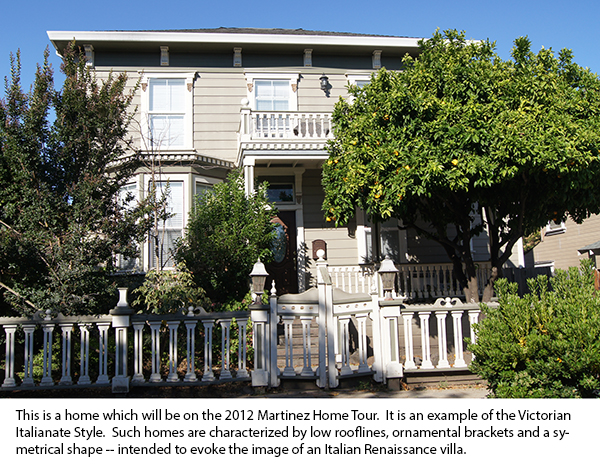 This is a home which will be on the 2012 Martinez Home Tour.  It is an example of the Victorian
Italianate Style.  Such homes are characterized by low rooflines, ornamental brackets and a sy-
metrical shape -- intended to evoke the image of an Italian Renaissance villa.